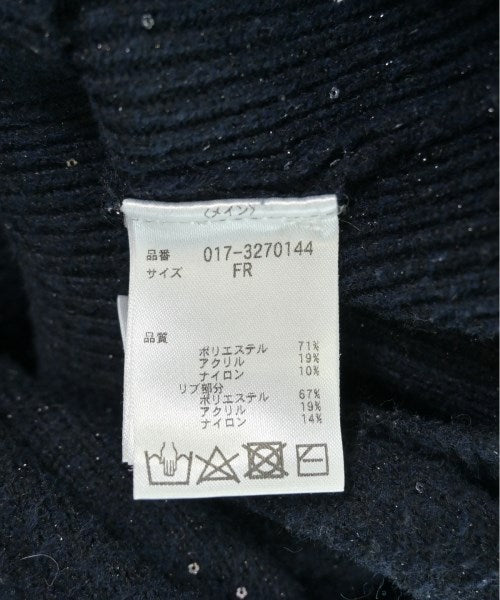 〈メイン〉
品番 017-3270144
サイズ FR
品質
ポリエステル 71%
アクリル 19%
ナイロン 10%
リブ部分
ポリエステル 67%
アクリル 19%
ナイロン 14%